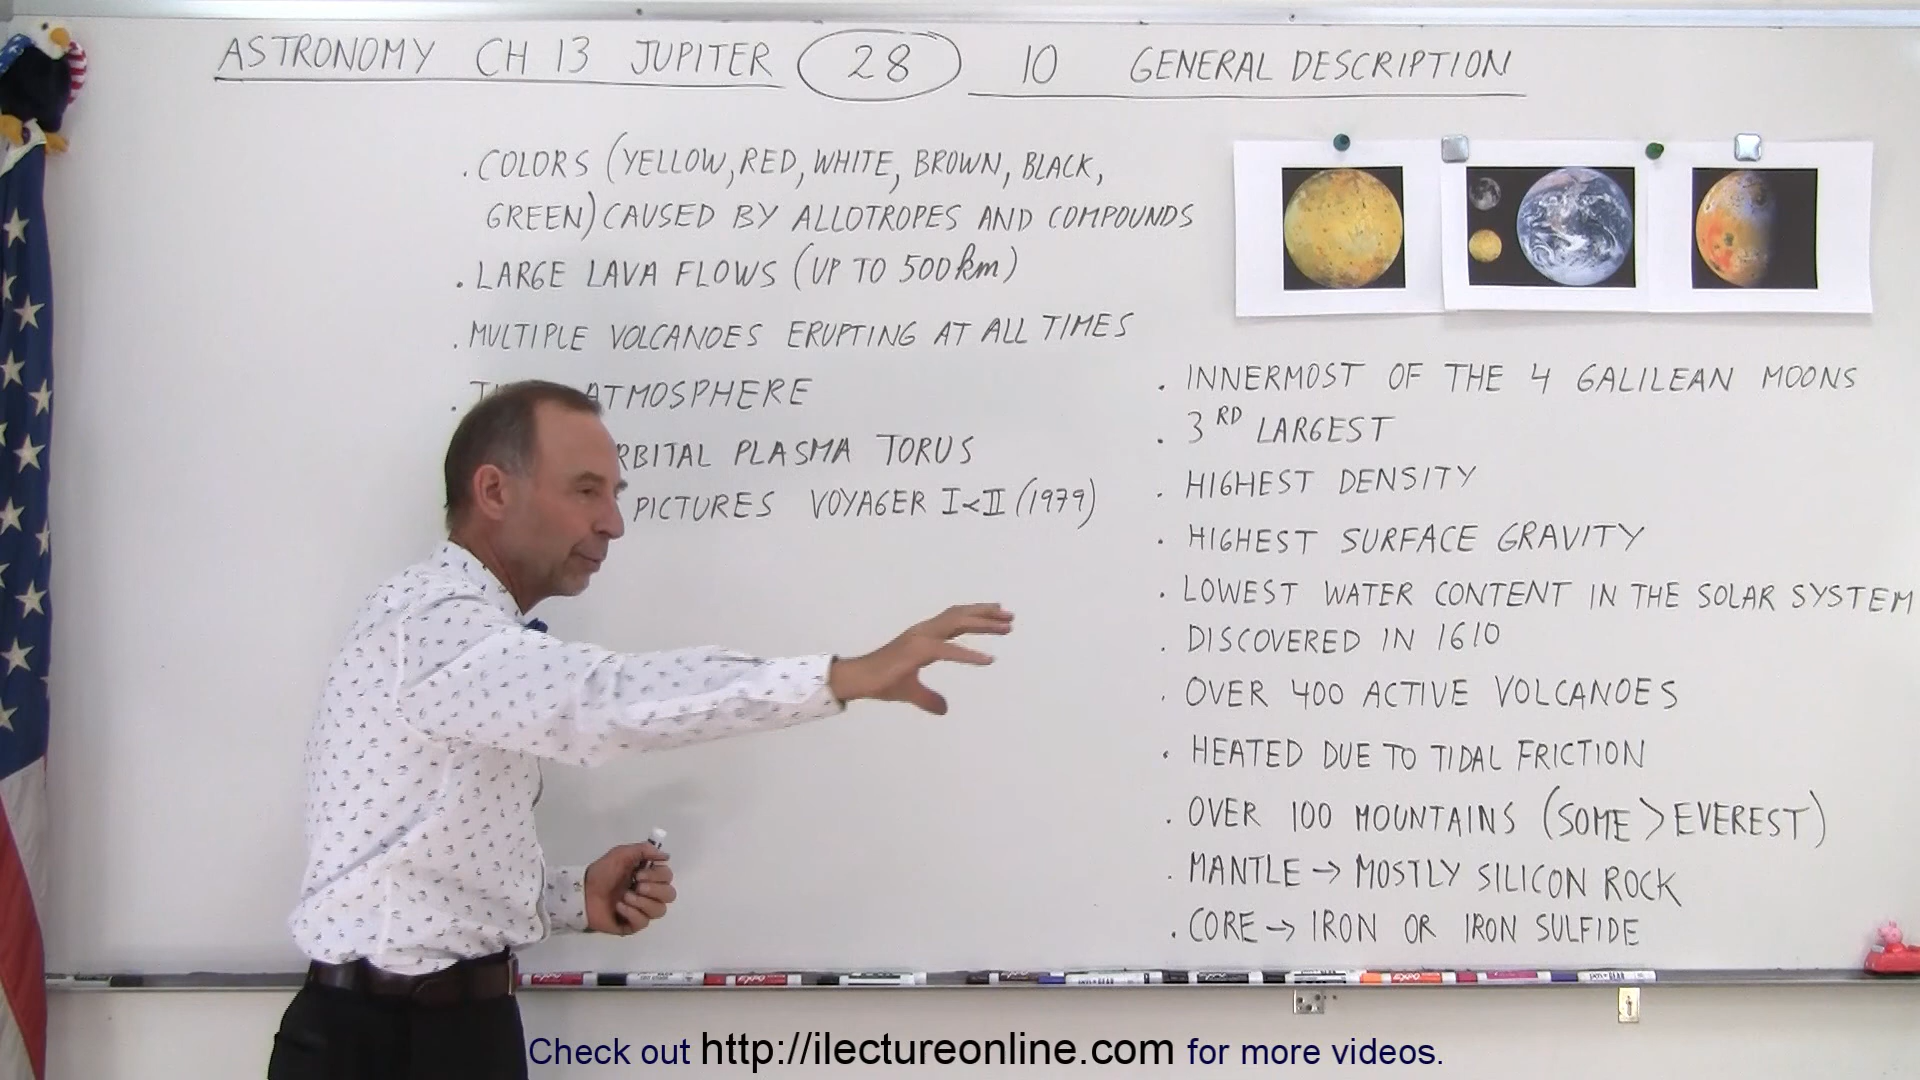 ASTRONOMY CH 13 JUPITER 28 10 GENERAL DESCRIPTION
. COLORS (YELLOW, RED, WHITE, BROWN, BLACK,
GREEN) CAUSED BY ALLOTROPES AND COMPOUNDS
. LARGE LAVA FLOWS (UP TO 500 km)
. MULTIPLE VOLCANOES ERUPTING AT ALL TIMES
. ATMOSPHERE
PLASMA TORUS
PICTURES VOYAGER I & II (1979)
. INNERMOST OF THE 4 GALILEAN MOONS
. 3RD LARGEST
. HIGHEST DENSITY
. HIGHEST SURFACE GRAVITY
. LOWEST WATER CONTENT IN THE SOLAR SYSTEM
. DISCOVERED IN 1610
. OVER 400 ACTIVE VOLCANOES
. HEATED DUE TO TIDAL FRICTION
. OVER 100 MOUNTAINS (SOME > EVEREST)
. MANTLE → MOSTLY SILICON ROCK
. CORE → IRON OR IRON SULFIDE
EXPO
Check out http://ilectureonline.com for more videos.